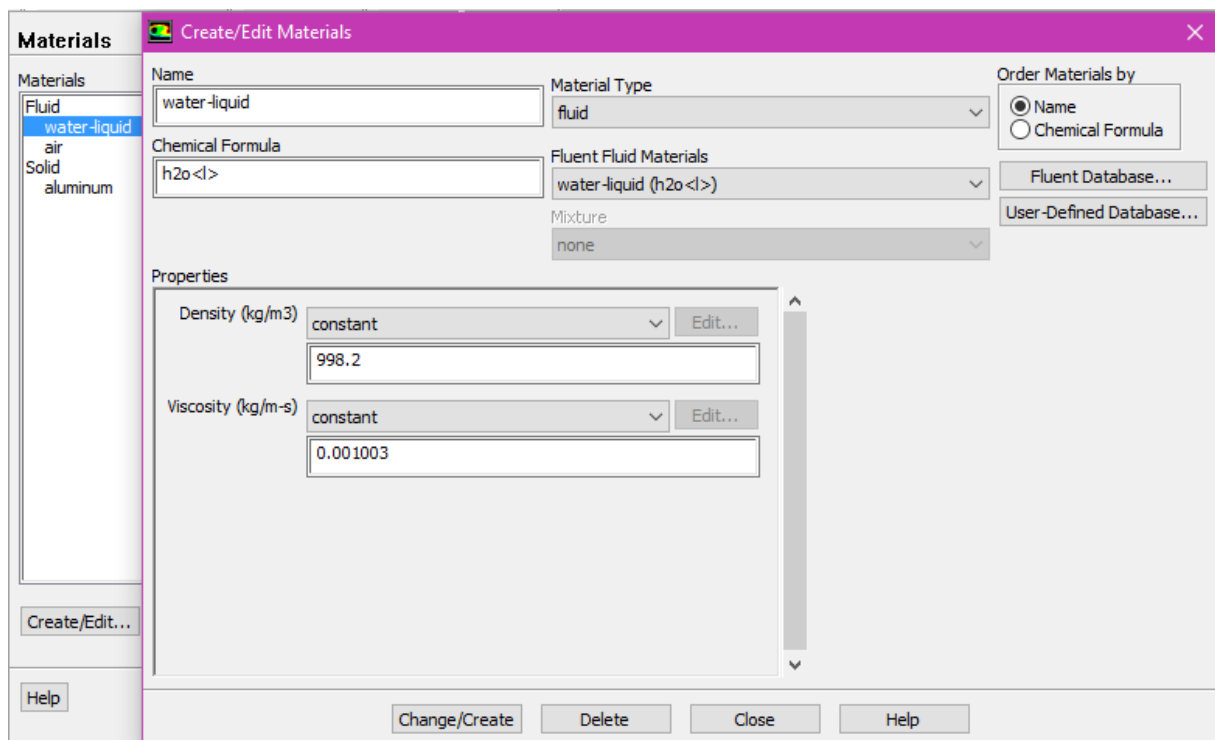 Materials
Materials
Fluid
water-liquid
air
Solid
aluminum
Create/Edit...
Help
Create/Edit Materials
Name
water-liquid
Chemical Formula
h2o<l>
Material Type
fluid
Fluent Fluid Materials
water-liquid (h2o<l>)
Mixture
none
Order Materials by
Name
Chemical Formula
Fluent Database...
User-Defined Database...
Properties
Density (kg/m3)
constant
Edit...
998.2
Viscosity (kg/m-s)
constant
Edit...
0.001003
Change/Create
Delete
Close
Help